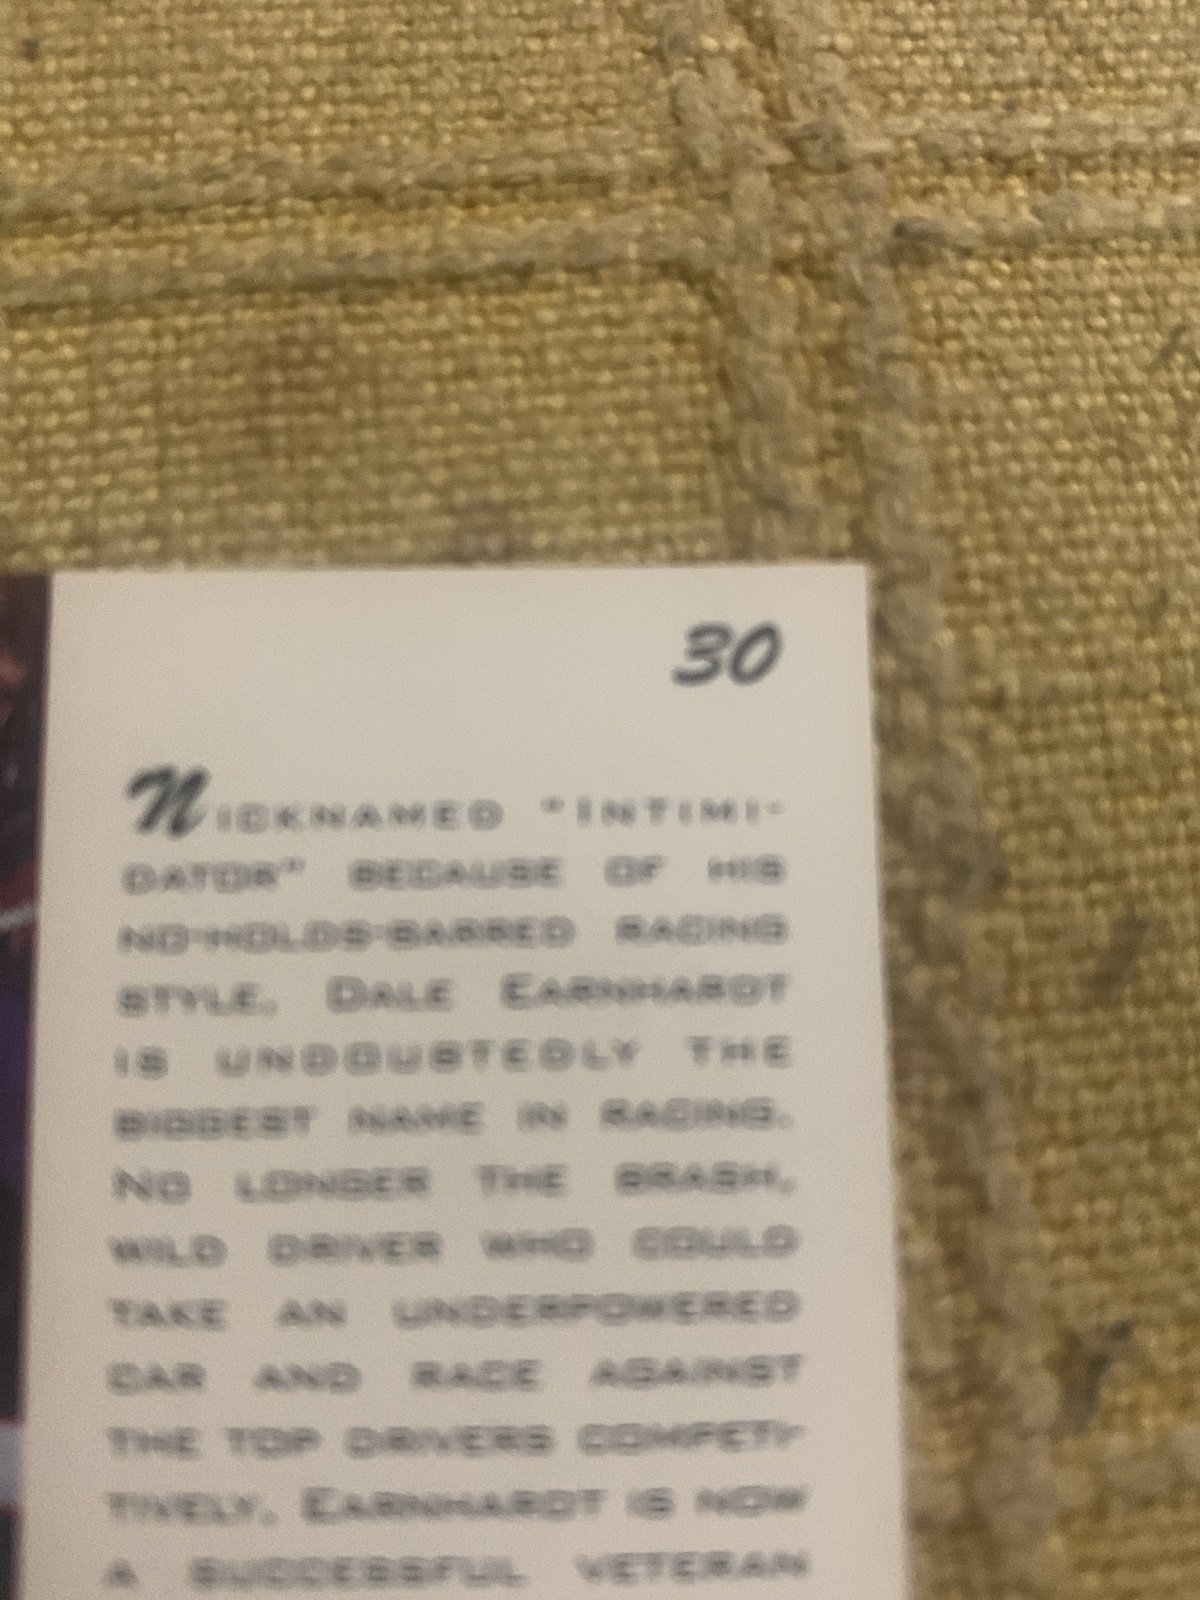 30
Nicknamed "Intimi-
dator" because of his
no-holds-barred racing
style, Dale Earnhardt
is undoubtedly the
biggest name in racing.
No longer the brash,
wild driver who could
take an underpowered
car and race against
the top drivers competi-
tively, Earnhardt is now
a successful veteran